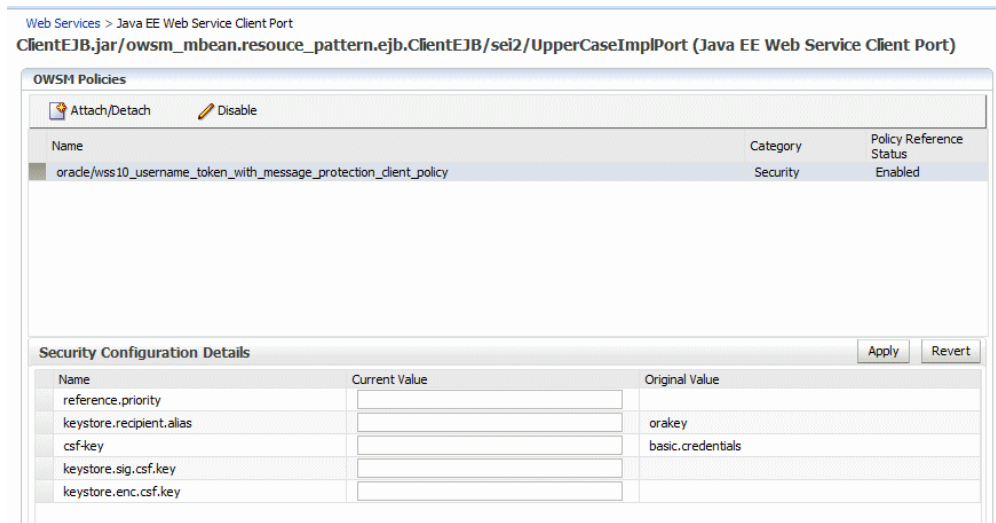 Web Services > Java EE Web Service Client Port
ClientEJB.jar/owsm_mbean.resouce_pattern.ejb.ClientEJB/sei2/UpperCaseImplPort (Java EE Web Service Client Port)
OWSM Policies
Attach/Detach Disable
Name Category Policy Reference Status
oracle/wss10_username_token_with_message_protection_client_policy Security Enabled
Security Configuration Details Apply Revert
Name Current Value Original Value
reference.priority
keystore.recipient.alias orakey
csf-key basic.credentials
keystore.sig.csf.key
keystore.enc.csf.key